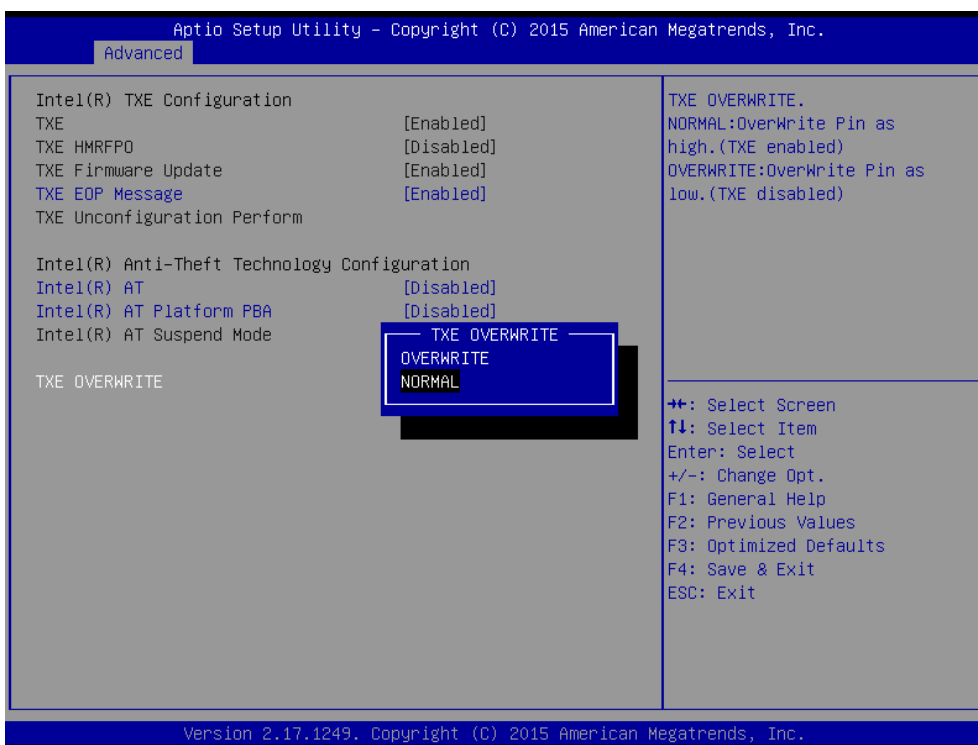 Aptio Setup Utility – Copyright (C) 2015 American Megatrends, Inc.
Advanced
Intel(R) TXE Configuration
TXE [Enabled]
TXE HMRFPO [Disabled]
TXE Firmware Update [Enabled]
TXE EOP Message [Enabled]
TXE Unconfiguration Perform
Intel(R) Anti-Theft Technology Configuration
Intel(R) AT [Disabled]
Intel(R) AT Platform PBA [Disabled]
Intel(R) AT Suspend Mode
TXE OVERWRITE
TXE OVERWRITE
OVERWRITE
NORMAL
TXE OVERWRITE.
NORMAL:OverWrite Pin as
high.(TXE enabled)
OVERWRITE:OverWrite Pin as
low.(TXE disabled)
→←: Select Screen
↑↓: Select Item
Enter: Select
+/-: Change Opt.
F1: General Help
F2: Previous Values
F3: Optimized Defaults
F4: Save & Exit
ESC: Exit
Version 2.17.1249. Copyright (C) 2015 American Megatrends, Inc.